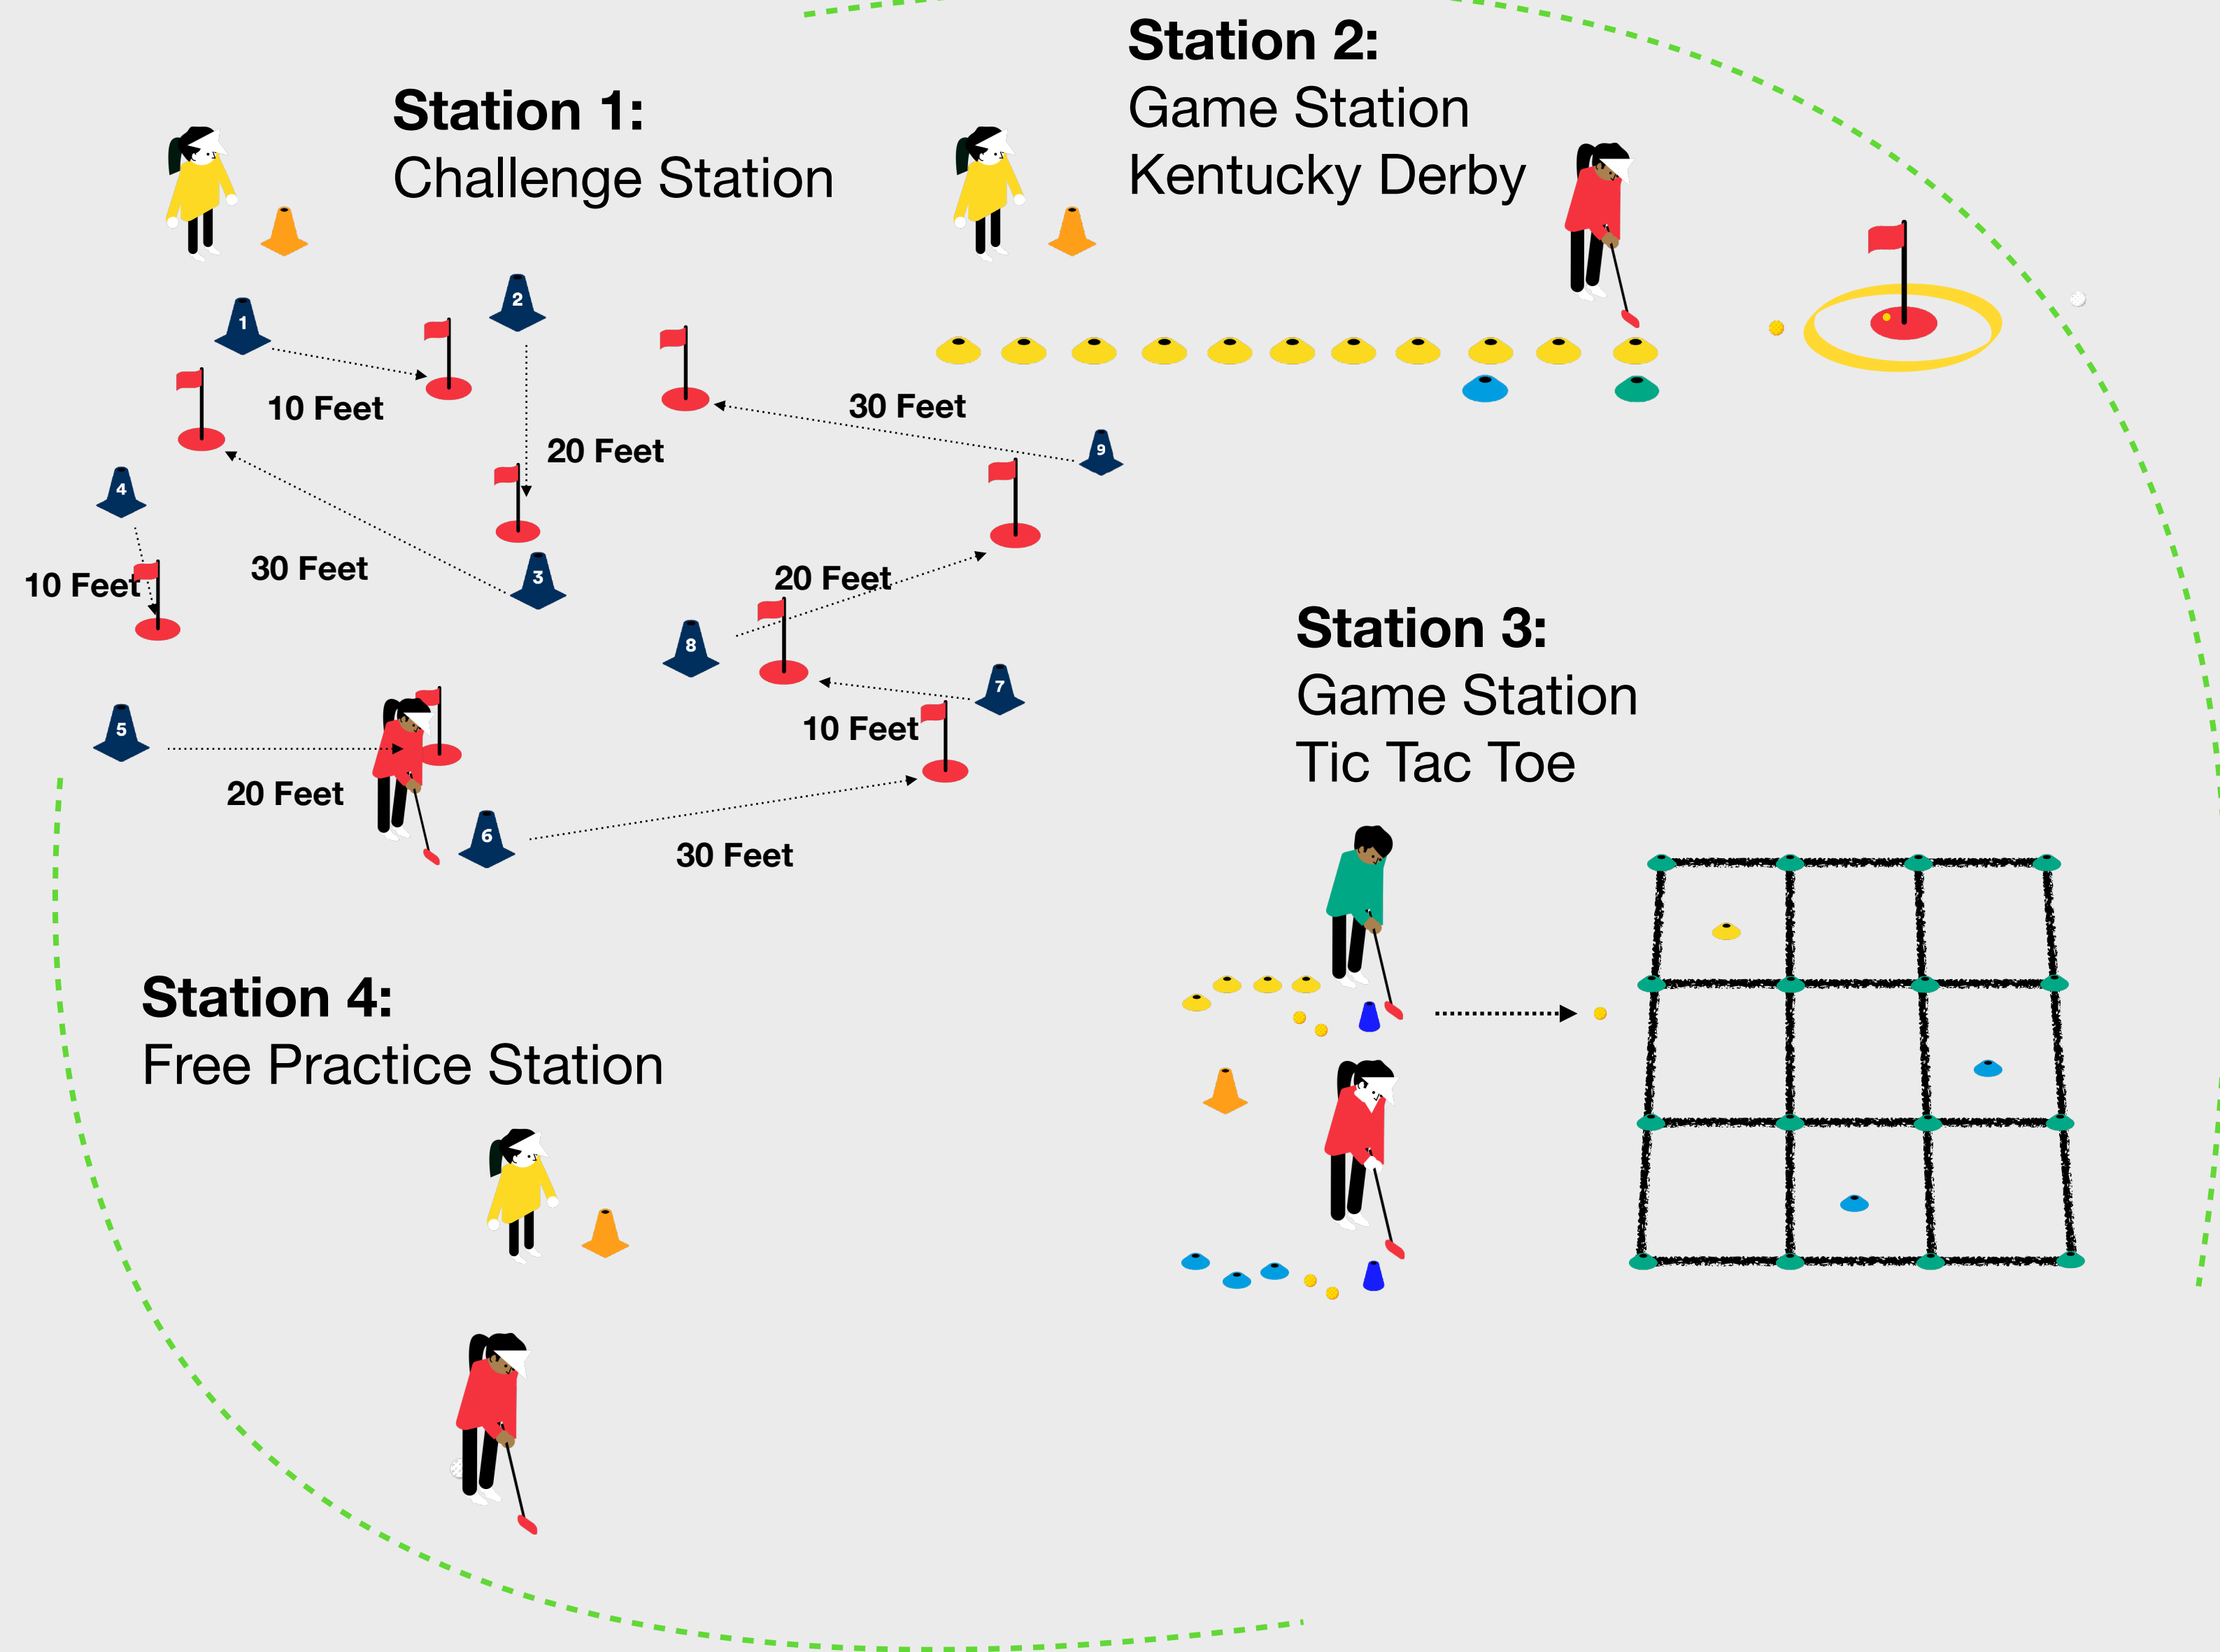 Station 1:
Challenge Station
1
2
10 Feet
20 Feet
3
30 Feet
4
10 Feet
5
20 Feet
6
30 Feet
7
10 Feet
8
20 Feet
9
30 Feet
Station 2:
Game Station
Kentucky Derby
Station 3:
Game Station
Tic Tac Toe
Station 4:
Free Practice Station